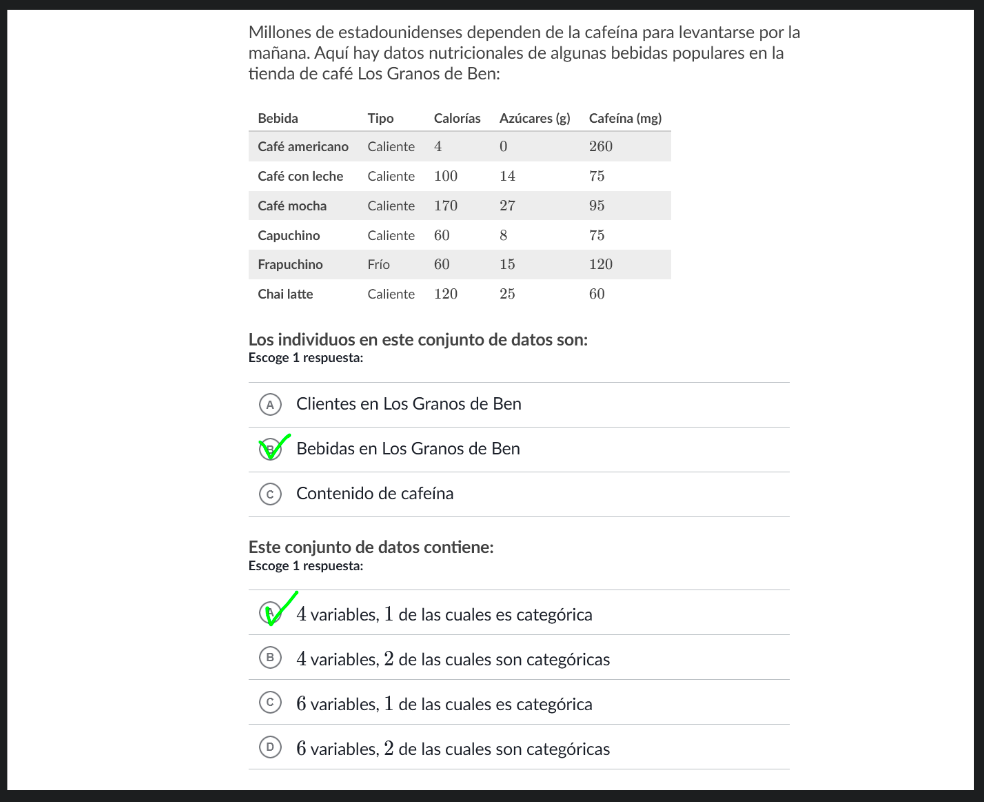 Millones de estadounidenses dependen de la cafeína para levantarse por la
mañana. Aquí hay datos nutricionales de algunas bebidas populares en la
tienda de café Los Granos de Ben:
Bebida Tipo Calorías Azúcares (g) Cafeína (mg)
Café americano Caliente 4 0 260
Café con leche Caliente 100 14 75
Café mocha Caliente 170 27 95
Capuchino Caliente 60 8 75
Frapuchino Frío 60 15 120
Chai latte Caliente 120 25 60
Los individuos en este conjunto de datos son:
Escoge 1 respuesta:
A Clientes en Los Granos de Ben
B Bebidas en Los Granos de Ben
C Contenido de cafeína
Este conjunto de datos contiene:
Escoge 1 respuesta:
A 4 variables, 1 de las cuales es categórica
B 4 variables, 2 de las cuales son categóricas
C 6 variables, 1 de las cuales es categórica
D 6 variables, 2 de las cuales son categóricas